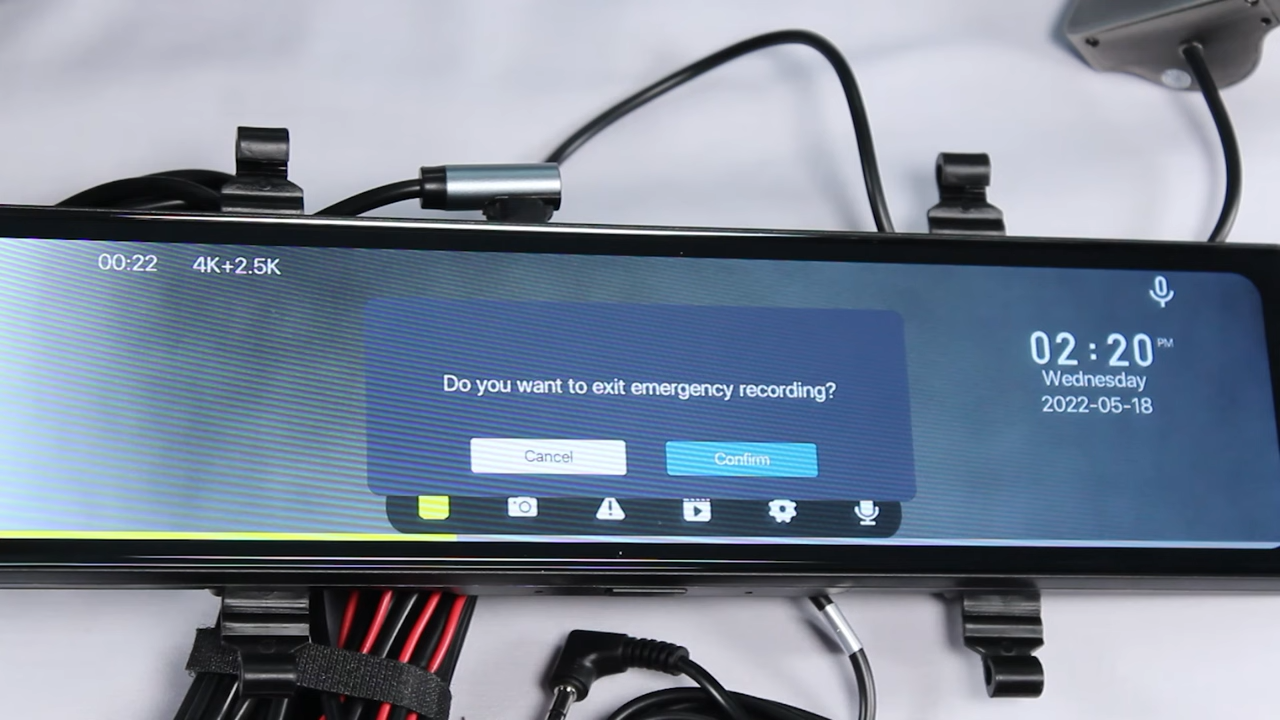 00:22 4K+2.5K
02:20 PM
Wednesday
2022-05-18
Do you want to exit emergency recording?
Cancel Confirm